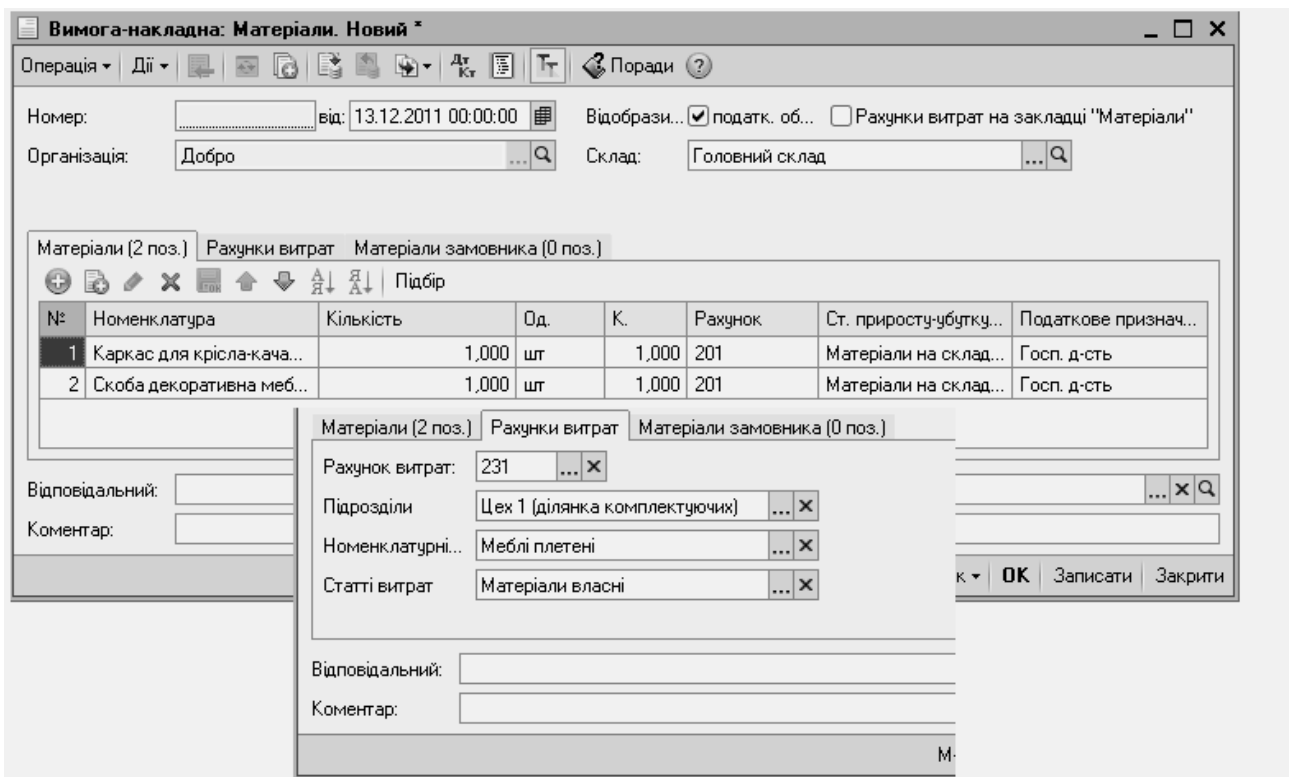 Вимога-накладна: Матеріали. Новий *
Операція Дії Дт Кт Тт Поради
Номер: від: 13.12.2011 00:00:00 Відобрази... податк. об... Рахунки витрат на закладці "Матеріали"
Організація: Добро ... Склад: Головний склад ...
Матеріали (2 поз.) Рахунки витрат Матеріали замовника (0 поз.)
Підбір
№ Номенклатура Кількість Од. К. Рахунок Ст. приросту-убутку... Податкове признач...
1 Каркас для крісла-кача... 1,000 шт 1,000 201 Матеріали на склад... Госп. д-сть
2 Скоба декоративна меб... 1,000 шт 1,000 201 Матеріали на склад... Госп. д-сть
Матеріали (2 поз.) Рахунки витрат Матеріали замовника (0 поз.)
Рахунок витрат: 231 ...
Відповідальний: ...
Підрозділи Цех 1 (ділянка комплектуючих) ...
Коментар:
Номенклатурні... Меблі плетені ...
Статті витрат Матеріали власні ...
к OK Записати Закрити
Відповідальний:
Коментар:
М-